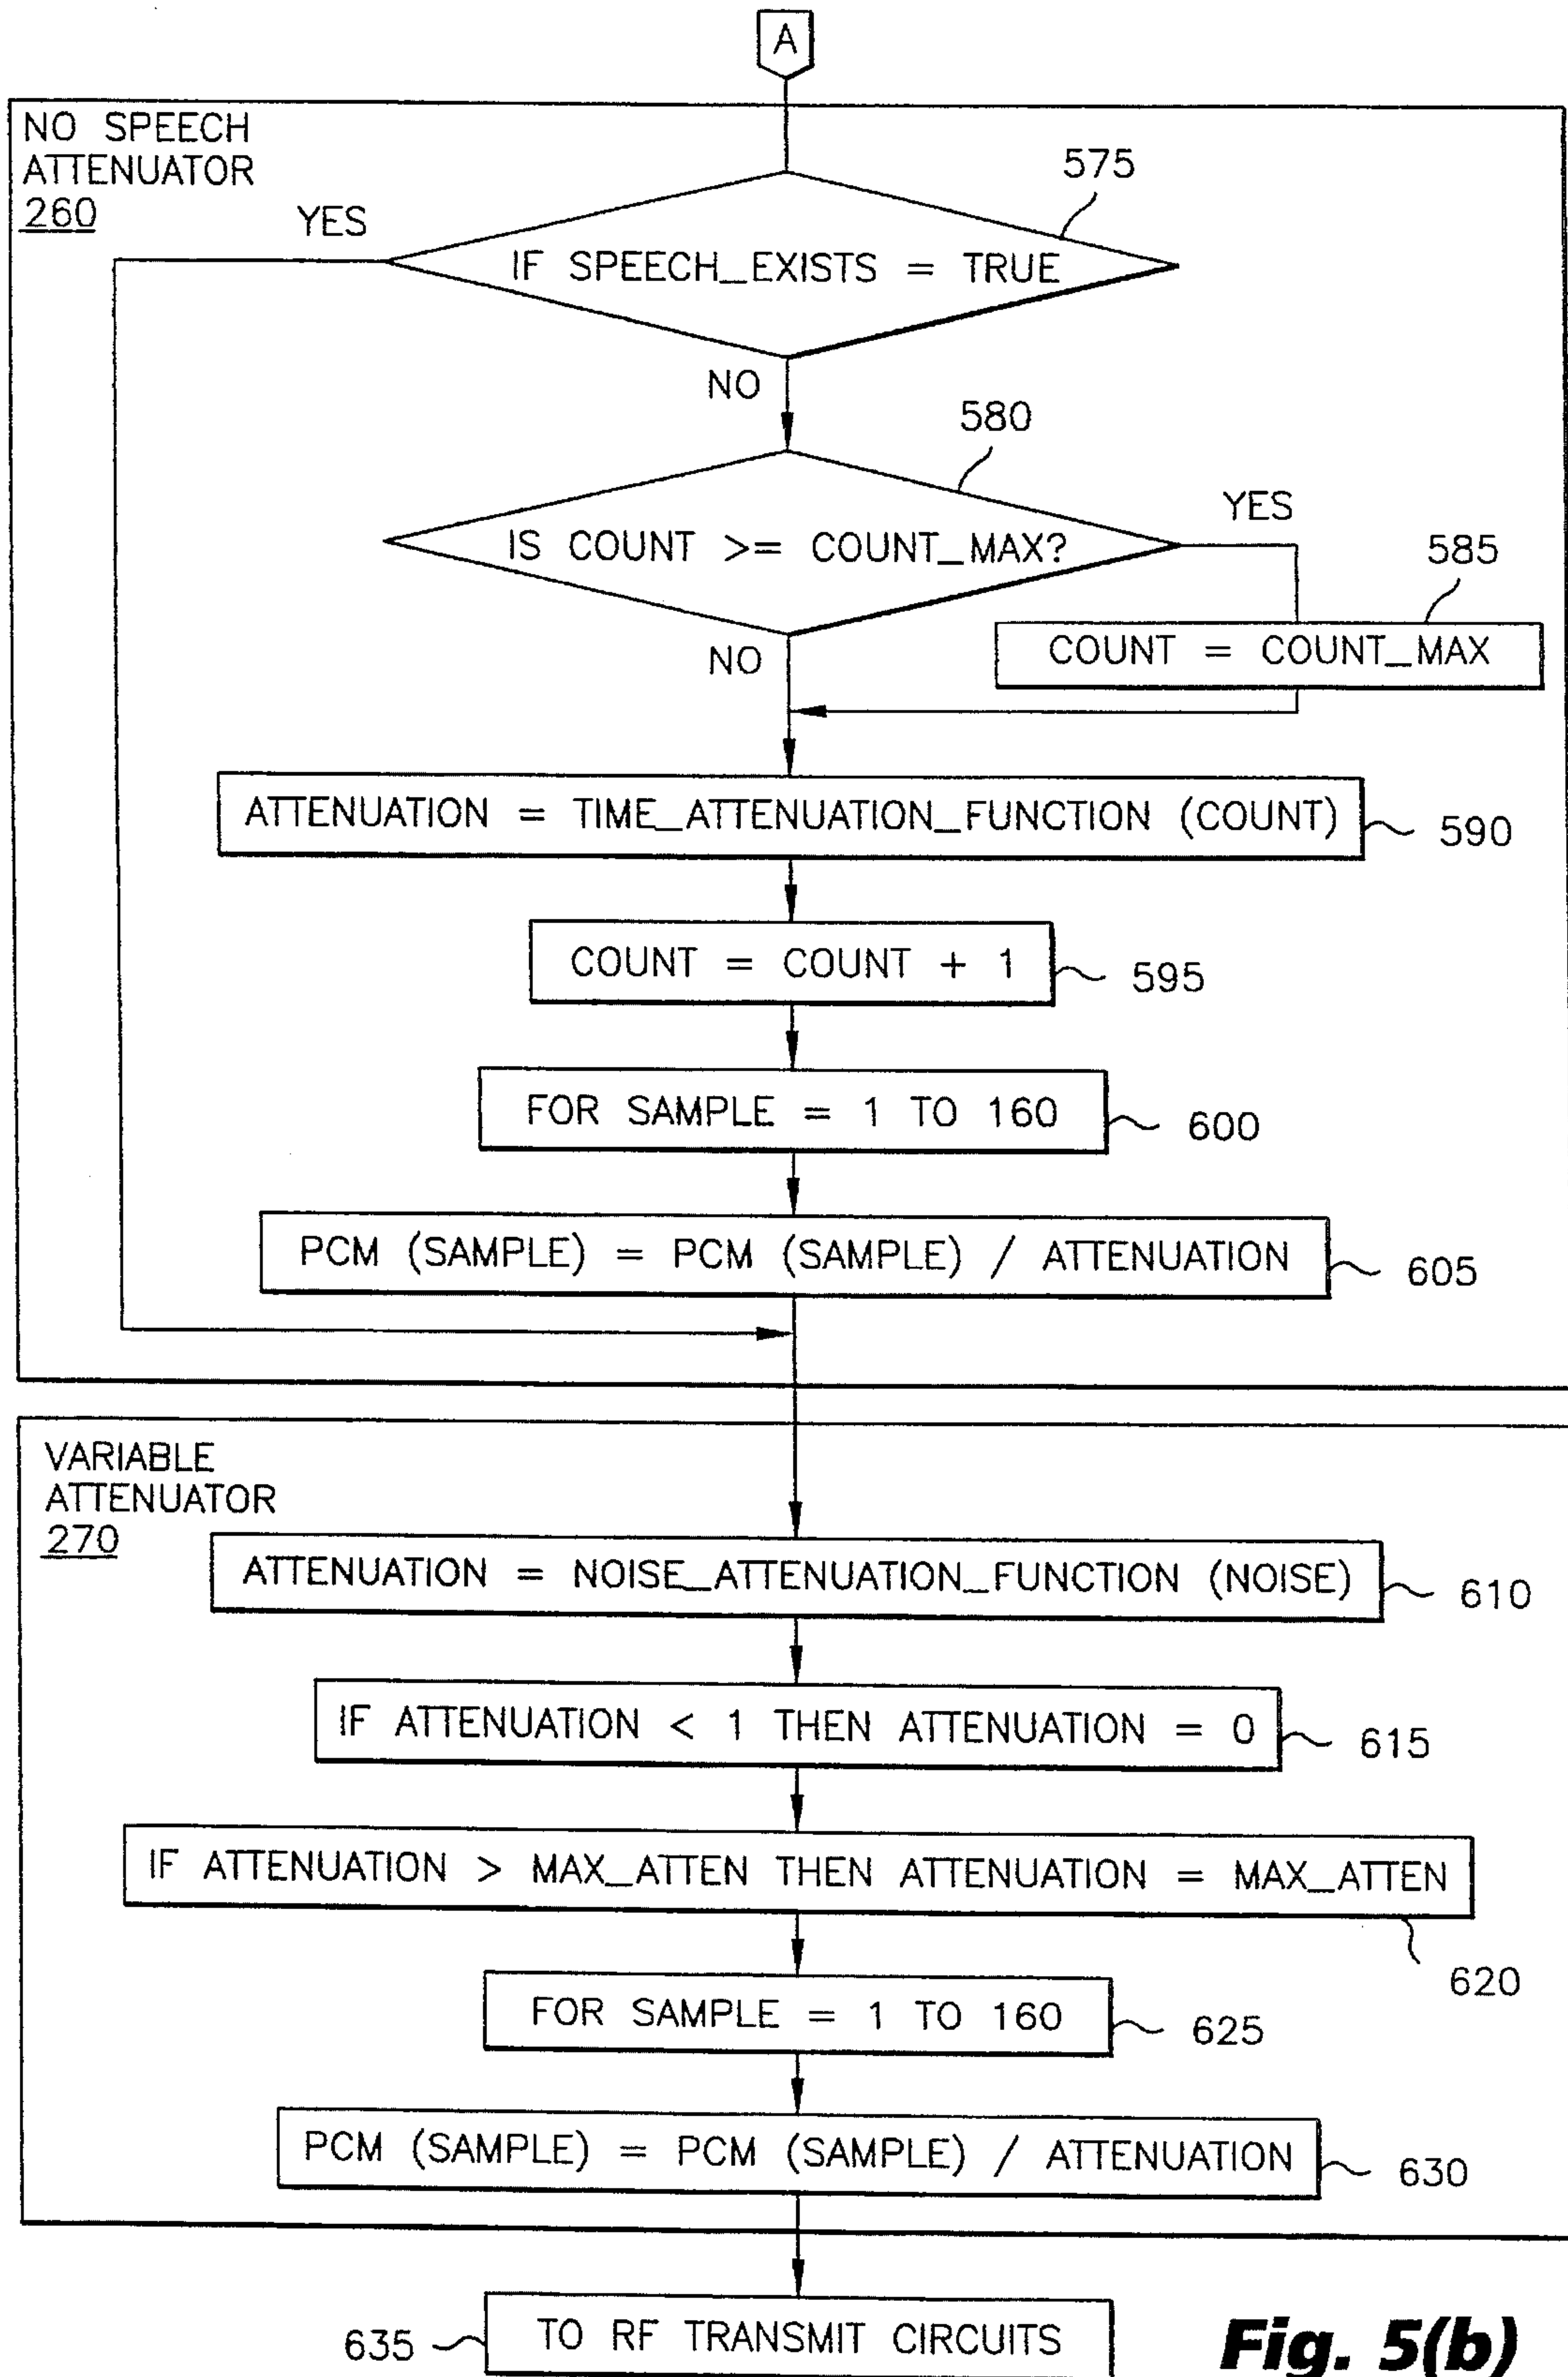 A
NO SPEECH
ATTENUATOR
260
YES
575
IF SPEECH_EXISTS = TRUE
NO
580
IS COUNT >= COUNT_MAX?
YES
585
COUNT = COUNT_MAX
NO
ATTENUATION = TIME_ATTENUATION_FUNCTION (COUNT)
590
COUNT = COUNT + 1
595
FOR SAMPLE = 1 TO 160
600
PCM (SAMPLE) = PCM (SAMPLE) / ATTENUATION
605
VARIABLE
ATTENUATOR
270
ATTENUATION = NOISE_ATTENUATION_FUNCTION (NOISE)
610
IF ATTENUATION < 1 THEN ATTENUATION = 0
615
IF ATTENUATION > MAX_ATTEN THEN ATTENUATION = MAX_ATTEN
620
FOR SAMPLE = 1 TO 160
625
PCM (SAMPLE) = PCM (SAMPLE) / ATTENUATION
630
635
TO RF TRANSMIT CIRCUITS
Fig. 5(b)